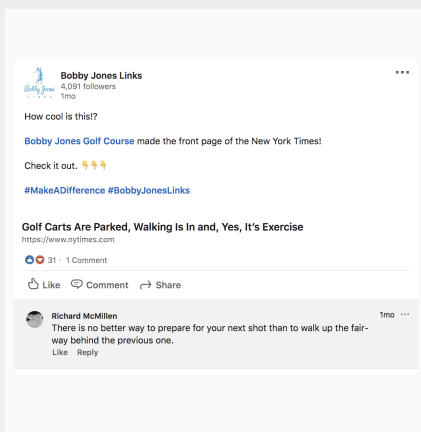 Bobby Jones
LINKS
Bobby Jones Links
4,091 followers
1mo
How cool is this!?
Bobby Jones Golf Course made the front page of the New York Times!
Check it out. 👇👇👇
#MakeADifference #BobbyJonesLinks
Golf Carts Are Parked, Walking Is In and, Yes, It's Exercise
https://www.nytimes.com
31 · 1 Comment
Like Comment Share
Richard McMillen 1mo
There is no better way to prepare for your next shot than to walk up the fair-
way behind the previous one.
Like Reply